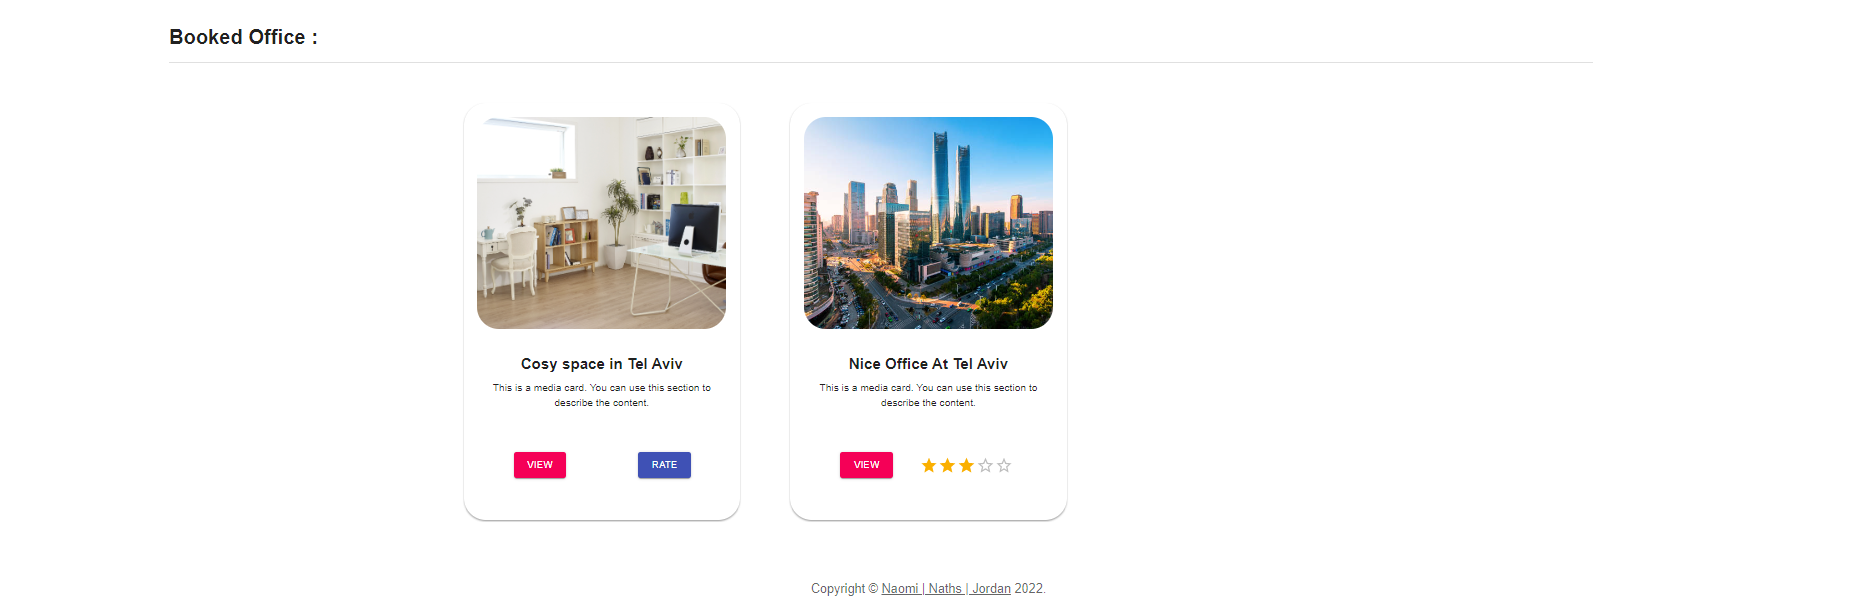 Booked Office :
Cosy space in Tel Aviv
This is a media card. You can use this section to
describe the content.
VIEW
RATE
Nice Office At Tel Aviv
This is a media card. You can use this section to
describe the content.
VIEW
Copyright © Naomi | Naths | Jordan 2022.